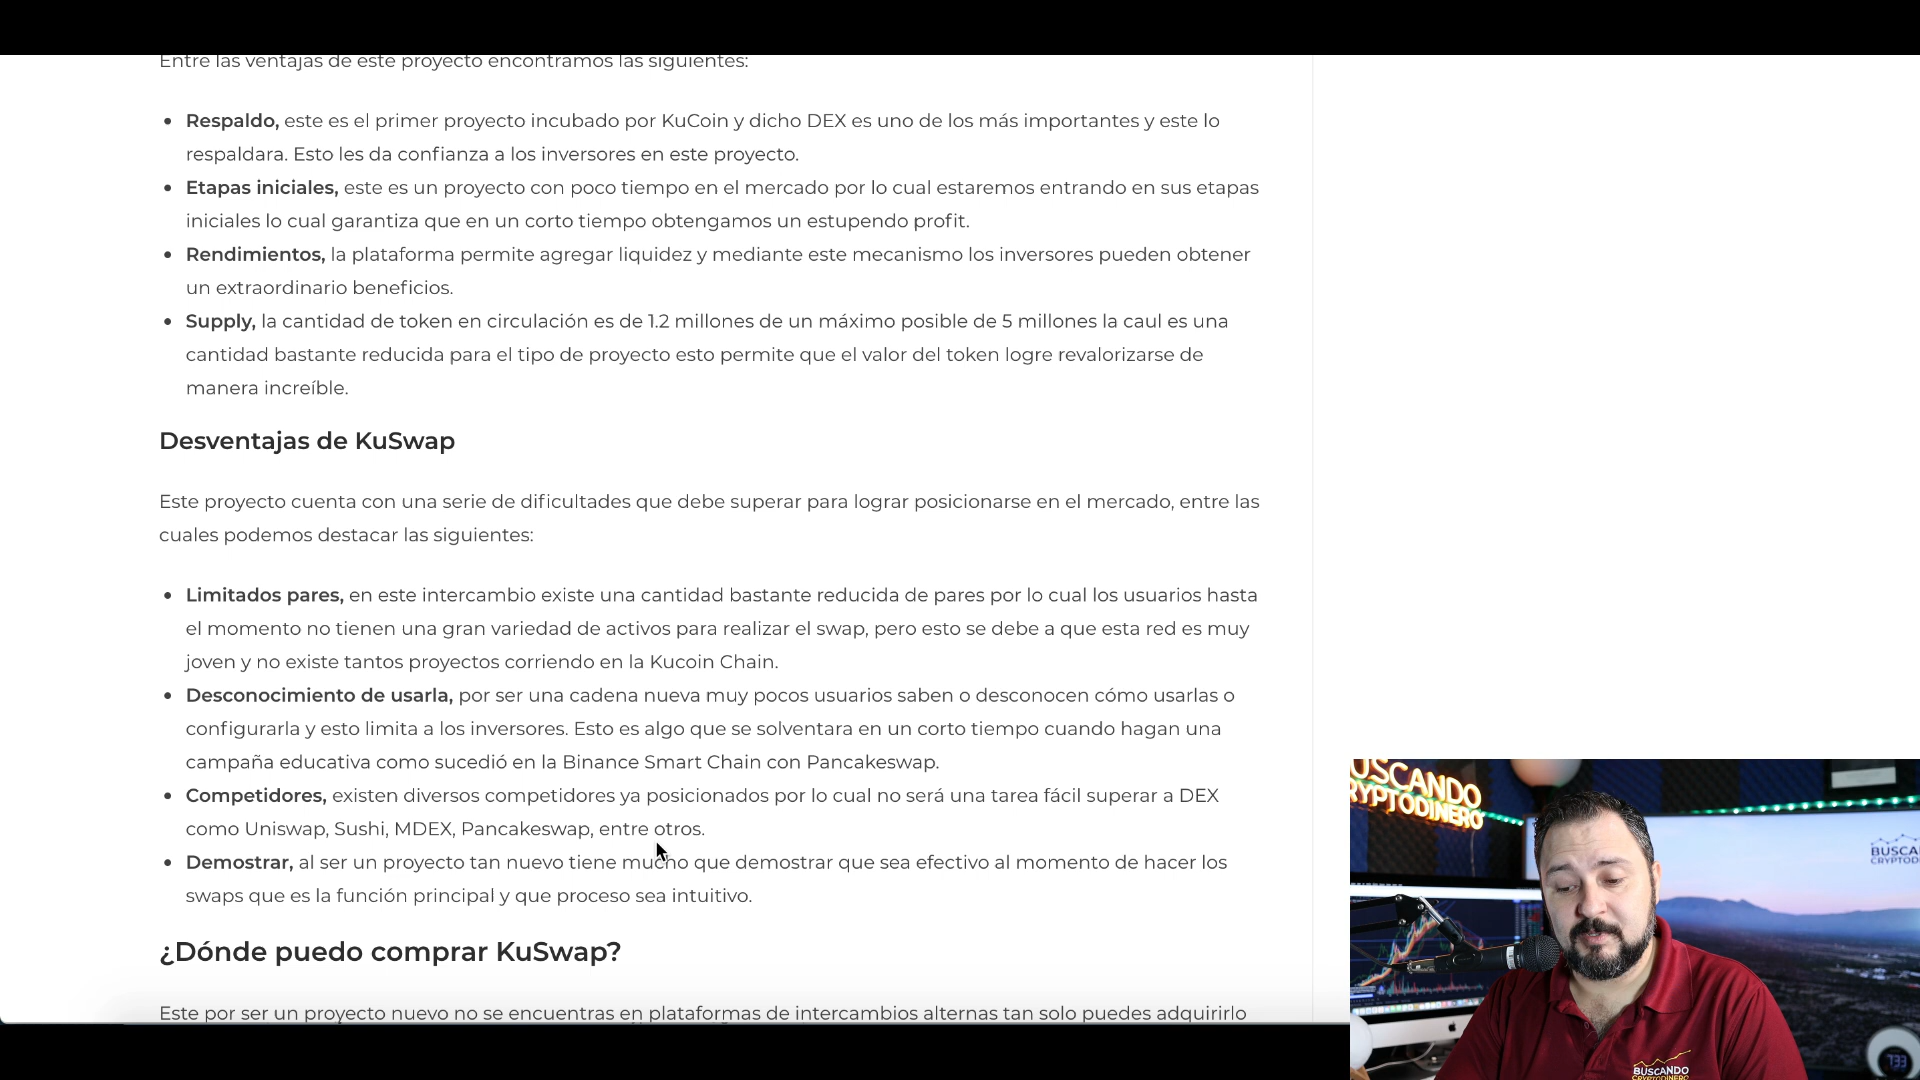 Entre las ventajas de este proyecto encontramos las siguientes:
Respaldo, este es el primer proyecto incubado por KuCoin y dicho DEX es uno de los más importantes y este lo
respaldara. Esto les da confianza a los inversores en este proyecto.
Etapas iniciales, este es un proyecto con poco tiempo en el mercado por lo cual estaremos entrando en sus etapas
iniciales lo cual garantiza que en un corto tiempo obtengamos un estupendo profit.
Rendimientos, la plataforma permite agregar liquidez y mediante este mecanismo los inversores pueden obtener
un extraordinario beneficios.
Supply, la cantidad de token en circulación es de 1.2 millones de un máximo posible de 5 millones la caul es una
cantidad bastante reducida para el tipo de proyecto esto permite que el valor del token logre revalorizarse de
manera increíble.
Desventajas de KuSwap
Este proyecto cuenta con una serie de dificultades que debe superar para lograr posicionarse en el mercado, entre las
cuales podemos destacar las siguientes:
Limitados pares, en este intercambio existe una cantidad bastante reducida de pares por lo cual los usuarios hasta
el momento no tienen una gran variedad de activos para realizar el swap, pero esto se debe a que esta red es muy
joven y no existe tantos proyectos corriendo en la Kucoin Chain.
Desconocimiento de usarla, por ser una cadena nueva muy pocos usuarios saben o desconocen cómo usarlas o
configurarla y esto limita a los inversores. Esto es algo que se solventara en un corto tiempo cuando hagan una
campaña educativa como sucedió en la Binance Smart Chain con Pancakeswap.
Competidores, existen diversos competidores ya posicionados por lo cual no será una tarea fácil superar a DEX
como Uniswap, Sushi, MDEX, Pancakeswap, entre otros.
Demostrar, al ser un proyecto tan nuevo tiene mucho que demostrar que sea efectivo al momento de hacer los
swaps que es la función principal y que proceso sea intuitivo.
¿Dónde puedo comprar KuSwap?
Este por ser un proyecto nuevo no se encuentras en plataformas de intercambios alternas tan solo puedes adquirirlo
USCANDO
RYPTODINERO
BUSCA
CRYPTOD
733
BUSCANDO
CRYPTODINERO